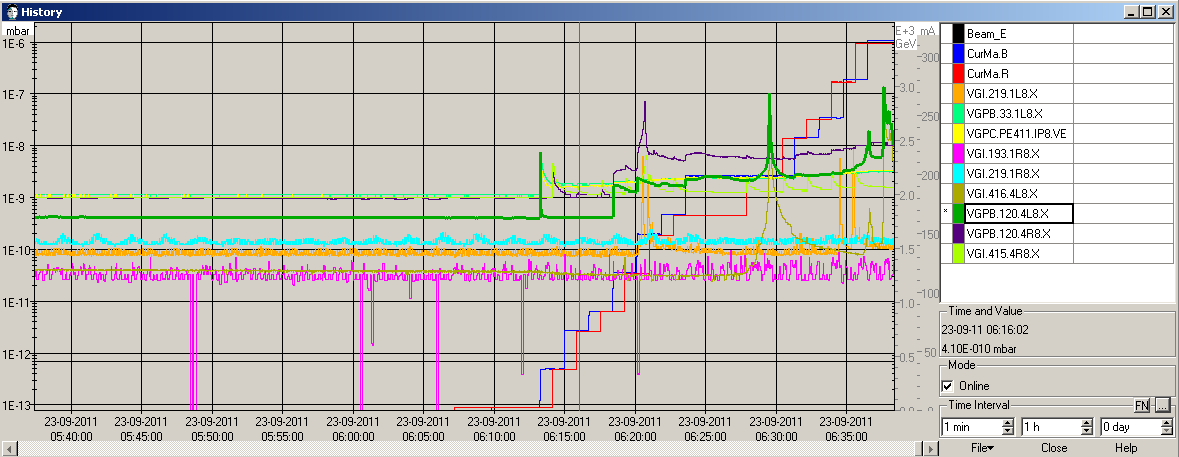 History
mbar
1E-6
1E-7
1E-8
1E-9
1E-10
1E-11
1E-12
1E-13
23-09-2011 23-09-2011 23-09-2011 23-09-2011 23-09-2011 23-09-2011 23-09-2011 23-09-2011 23-09-2011 23-09-2011 23-09-2011 23-09-2011
05:40:00 05:45:00 05:50:00 05:55:00 06:00:00 06:05:00 06:10:00 06:15:00 06:20:00 06:25:00 06:30:00 06:35:00
E+3 mA
GeV
3.0
2.5
2.0
1.5
1.0
0.5
0.0
300
250
200
150
100
50
0
Beam_E
CurMa.B
CurMa.R
VGI.219.1L8.X
VGPB.33.1L8.X
VGPC.PE411.IP8.VE
VGI.193.1R8.X
VGI.219.1R8.X
VGI.416.4L8.X
* VGPB.120.4L8.X
VGPB.120.4R8.X
VGI.415.4R8.X
Time and Value
23-09-11 06:16:02
4.10E-010 mbar
Mode
Online
Time Interval FN ...
1 min 1 h 0 day
File Close Help